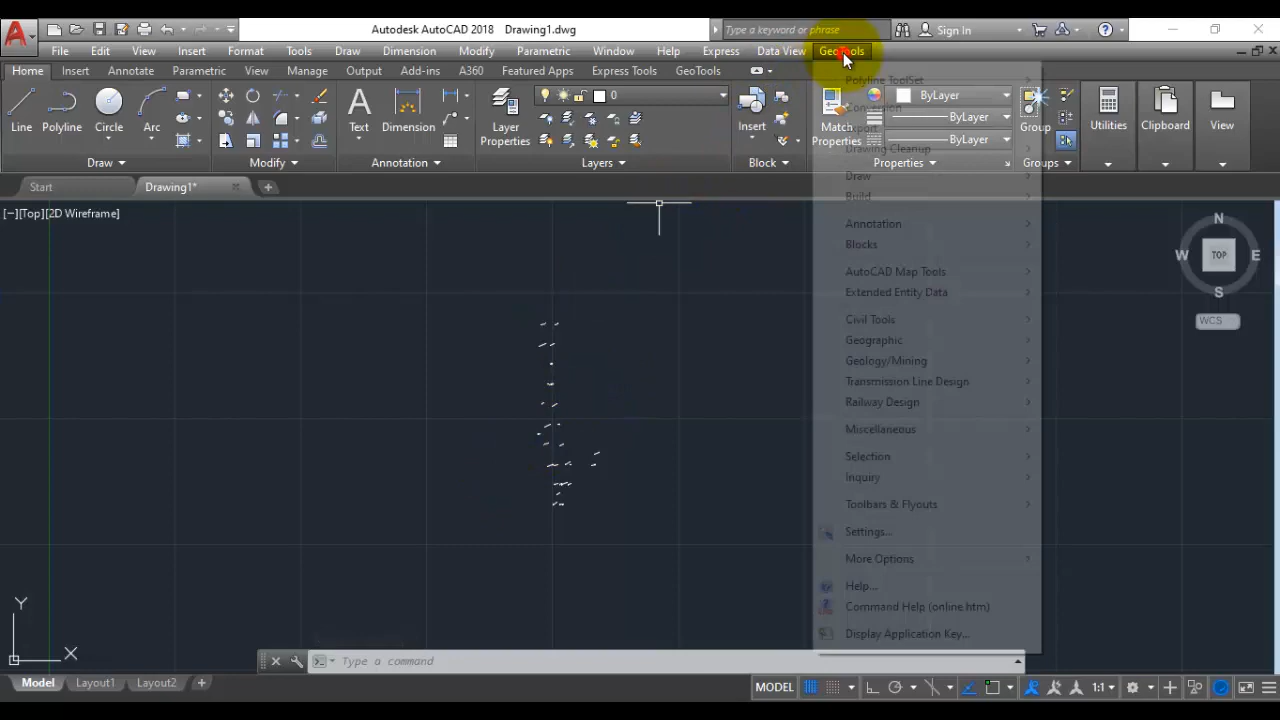 Autodesk AutoCAD 2018 Drawing1.dwg
Type a keyword or phrase
Sign In
File Edit View Insert Format Tools Draw Dimension Modify Parametric Window Help Express Data View GeoTools
Home Insert Annotate Parametric View Manage Output Add-ins A360 Featured Apps Express Tools GeoTools
Line Polyline Circle Arc
Text Dimension
Layer Properties
0
Insert
Match Properties
ByLayer
ByLayer
ByLayer
Group
Utilities
Clipboard
View
Draw Modify Annotation Layers Block Properties Groups
Start Drawing1*
[−][Top][2D Wireframe]
Polyline ToolSet
Conversion
Export
Drawing Cleanup
Draw
Build
Annotation
Blocks
AutoCAD Map Tools
Extended Entity Data
Civil Tools
Geographic
Geology/Mining
Transmission Line Design
Railway Design
Miscellaneous
Selection
Inquiry
Toolbars & Flyouts
Settings...
More Options
Help...
Command Help (online htm)
Display Application Key...
N
W TOP E
S
WCS
Y
X
Type a command
Model Layout1 Layout2
MODEL 1:1